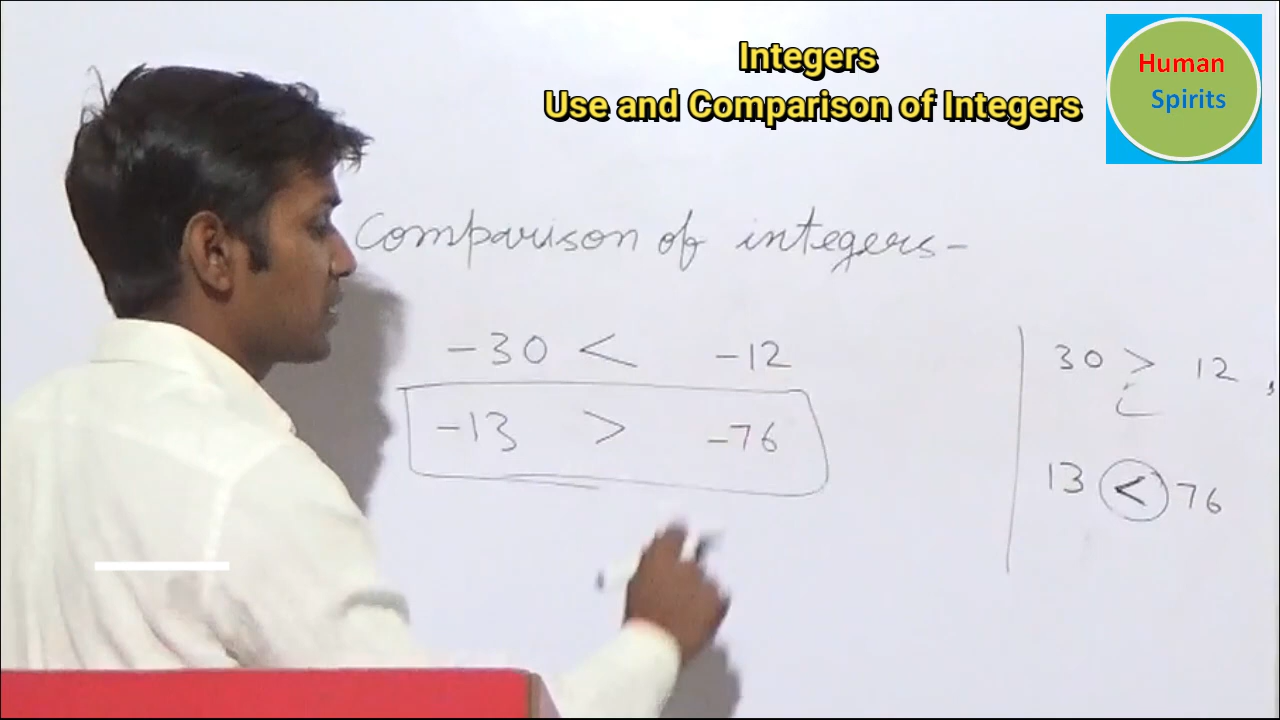 Integers
Use and Comparison of Integers
Human
Spirits
Comparison of integers-
-30 < -12
-13 > -76
30 > 12 ,
13 < 76